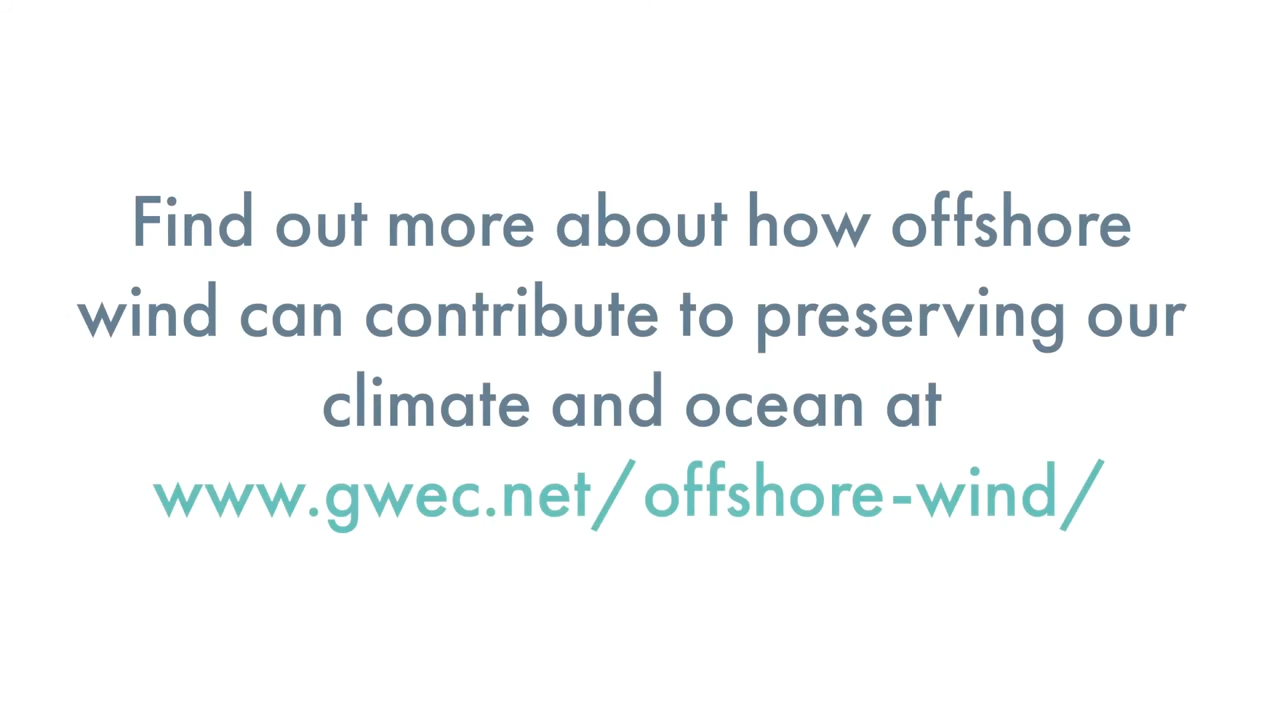 Find out more about how offshore
wind can contribute to preserving our
climate and ocean at
www.gwec.net/offshore-wind/